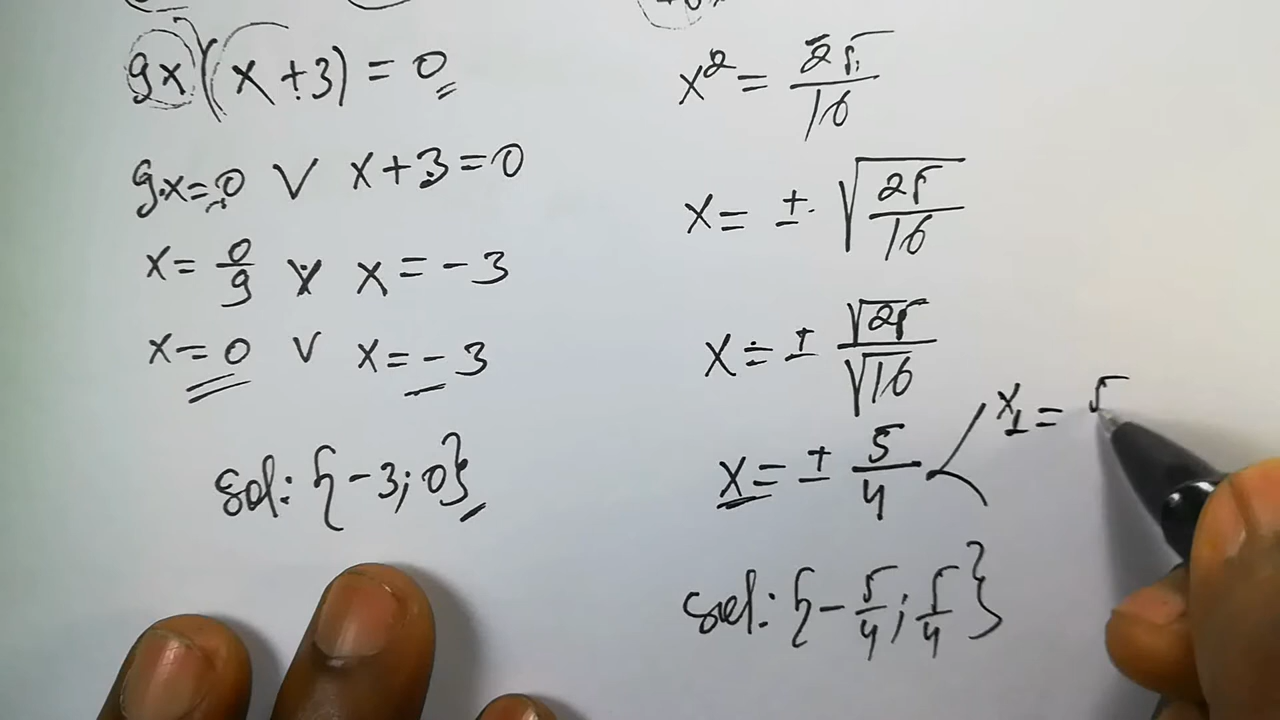 9x(x+3)=0
9.x=0 V x+3=0
x=0/9 V x=-3
x=0 V x=-3
Sol: {-3;0}
x²=25/16
x=±√(25/16)
x=±√25/√16
x=±5/4
x₁=5
Sol: {-5/4;5/4}